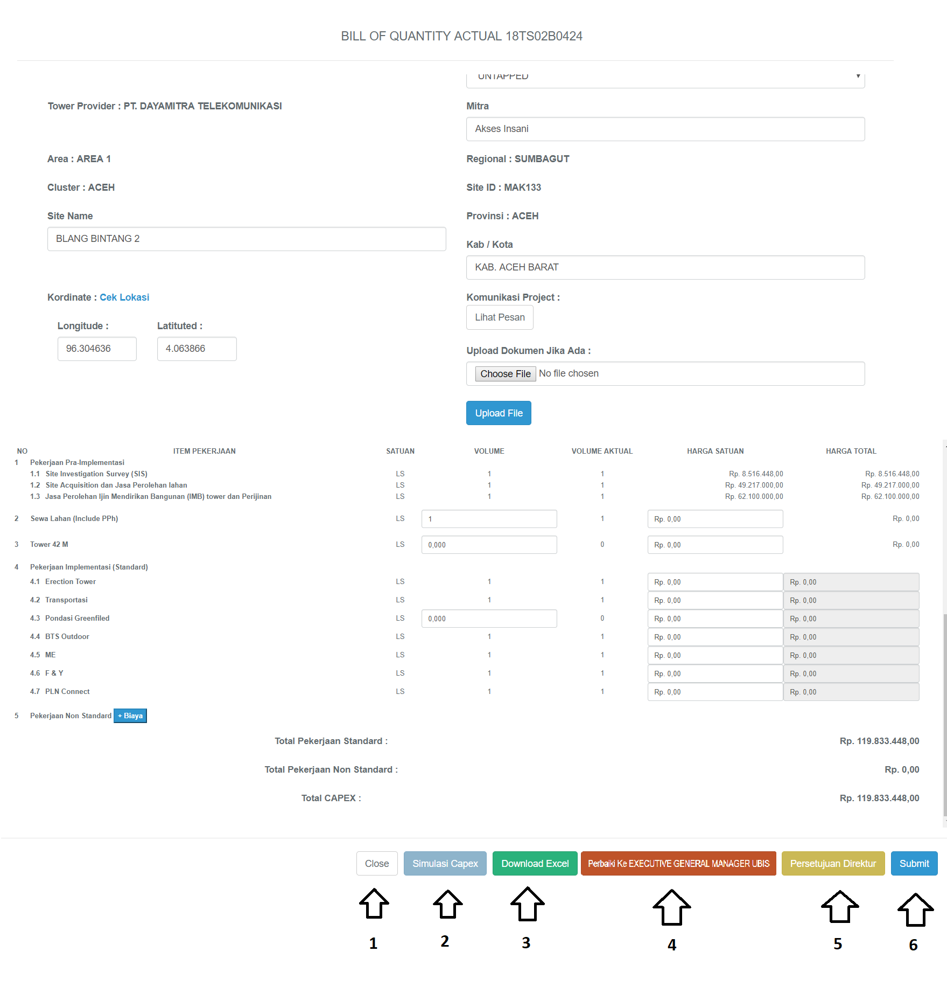 BILL OF QUANTITY ACTUAL 18TS02B0424
UNTAPPED
Tower Provider : PT. DAYAMITRA TELEKOMUNIKASI
Mitra
Akses Insani
Area : AREA 1
Regional : SUMBAGUT
Cluster : ACEH
Site ID : MAK133
Site Name
Provinsi : ACEH
BLANG BINTANG 2
Kab / Kota
KAB. ACEH BARAT
Kordinate : Cek Lokasi
Komunikasi Project :
Lihat Pesan
Longitude : Latituted :
96.304636 4.063866
Upload Dokumen Jika Ada :
Choose File No file chosen
Upload File
NO ITEM PEKERJAAN SATUAN VOLUME VOLUME AKTUAL HARGA SATUAN HARGA TOTAL
1 Pekerjaan Pra-Implementasi
1.1 Site Investigation Survey (SIS) LS 1 1 Rp. 8.516.448,00 Rp. 8.516.448,00
1.2 Site Acquisition dan Jasa Perolehan lahan LS 1 1 Rp. 49.217.000,00 Rp. 49.217.000,00
1.3 Jasa Perolehan Ijin Mendirikan Bangunan (IMB) tower dan Perijinan LS 1 1 Rp. 62.100.000,00 Rp. 62.100.000,00
2 Sewa Lahan (Include PPh) LS 1 1 Rp. 0,00 Rp. 0,00
3 Tower 42 M LS 0,000 0 Rp. 0,00 Rp. 0,00
4 Pekerjaan Implementasi (Standard)
4.1 Erection Tower LS 1 1 Rp. 0,00 Rp. 0,00
4.2 Transportasi LS 1 1 Rp. 0,00 Rp. 0,00
4.3 Pondasi Greenfiled LS 0,000 0 Rp. 0,00 Rp. 0,00
4.4 BTS Outdoor LS 1 1 Rp. 0,00 Rp. 0,00
4.5 ME LS 1 1 Rp. 0,00 Rp. 0,00
4.6 F & Y LS 1 1 Rp. 0,00 Rp. 0,00
4.7 PLN Connect LS 1 1 Rp. 0,00 Rp. 0,00
5 Pekerjaan Non Standard + Biaya
Total Pekerjaan Standard : Rp. 119.833.448,00
Total Pekerjaan Non Standard : Rp. 0,00
Total CAPEX : Rp. 119.833.448,00
Close Simulasi Capex Download Excel Perbaiki Ke EXECUTIVE GENERAL MANAGER UBIS Persetujuan Direktur Submit
1 2 3 4 5 6